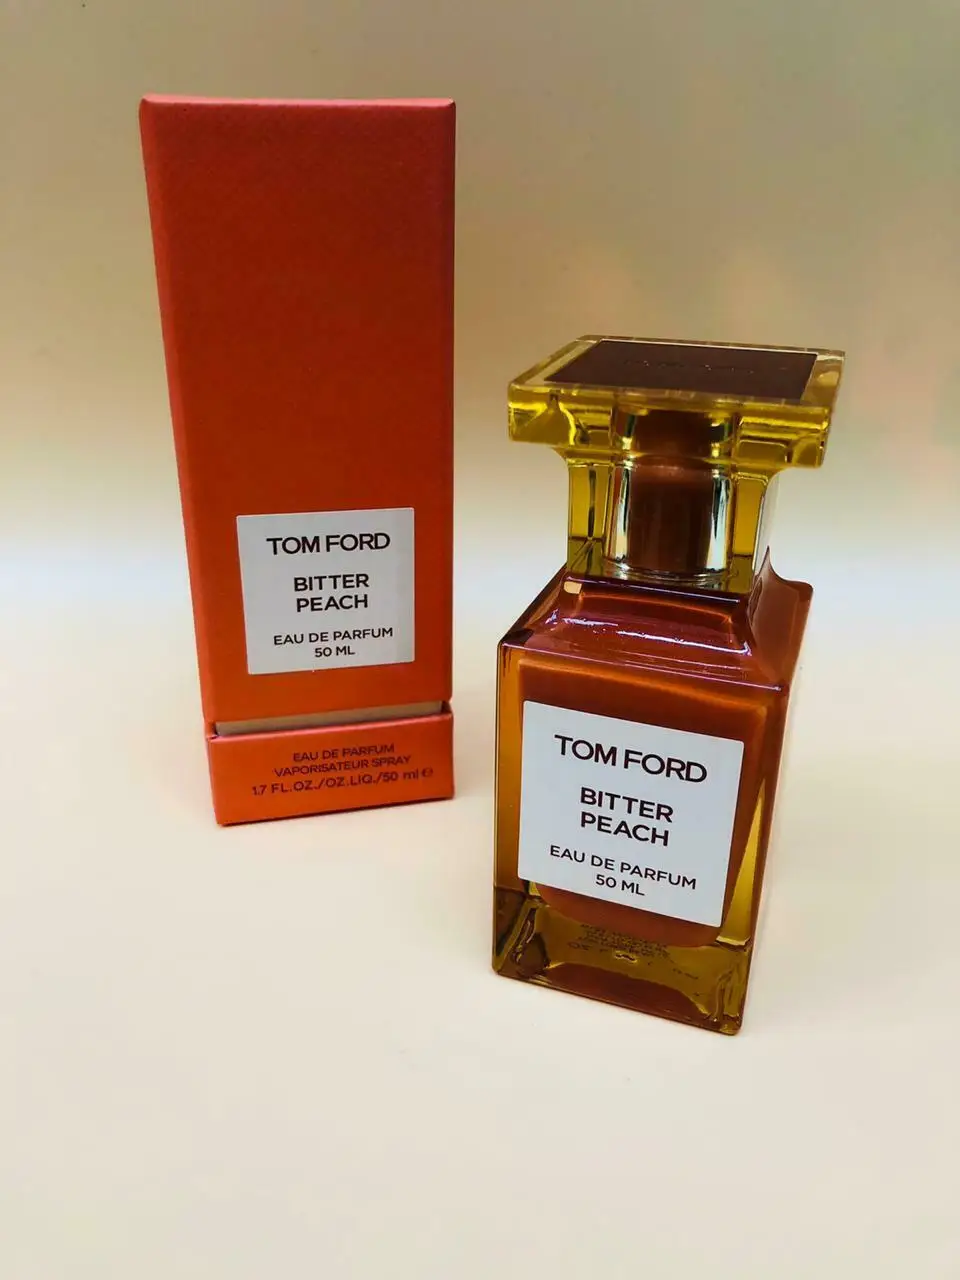 TOM FORD
BITTER
PEACH
EAU DE PARFUM
50 ML
EAU DE PARFUM
VAPORISATEUR SPRAY
1.7 FL.OZ./OZ.LIQ./50 ml ℮
TOM FORD
BITTER
PEACH
EAU DE PARFUM
50 ML